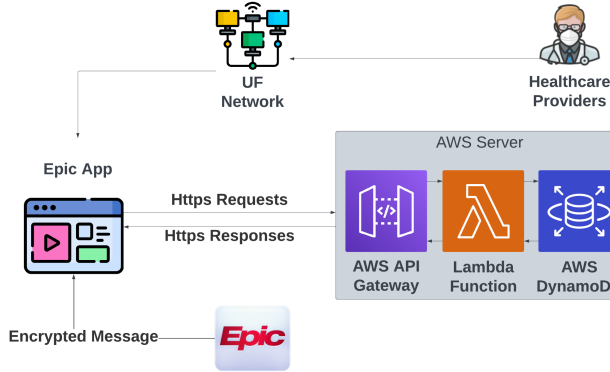 UF
Network
Healthcare
Providers
Epic App
AWS Server
Https Requests
Https Responses
</>
AWS API
Gateway
Lambda
Function
AWS
DynamoD
Encrypted Message
Epic